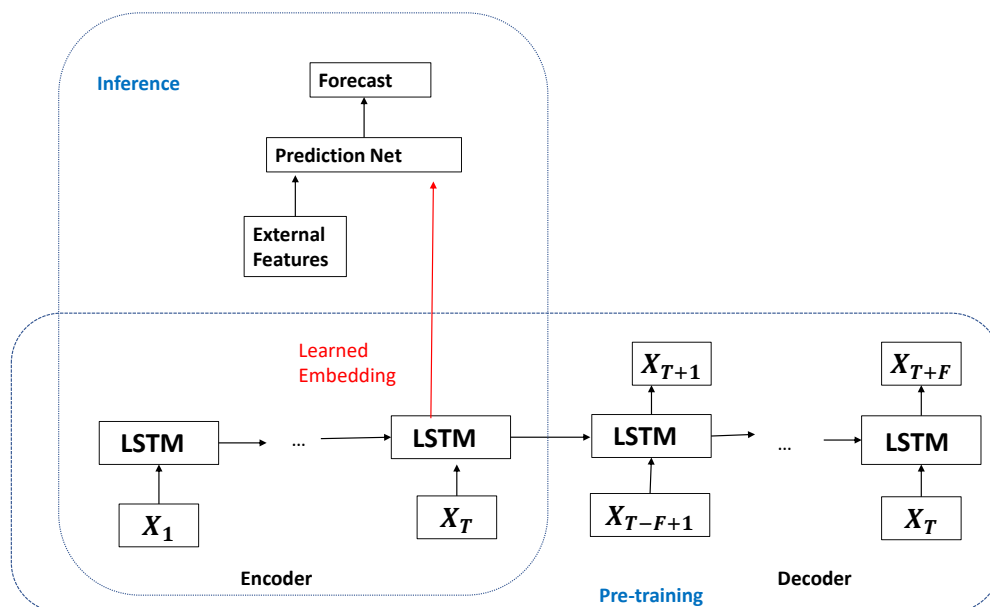 Inference
Forecast
Prediction Net
External
Features
Learned
Embedding
X_{T+1}
X_{T+F}
LSTM
...
LSTM
LSTM
...
LSTM
X_1
X_T
X_{T-F+1}
X_T
Encoder
Pre-training
Decoder